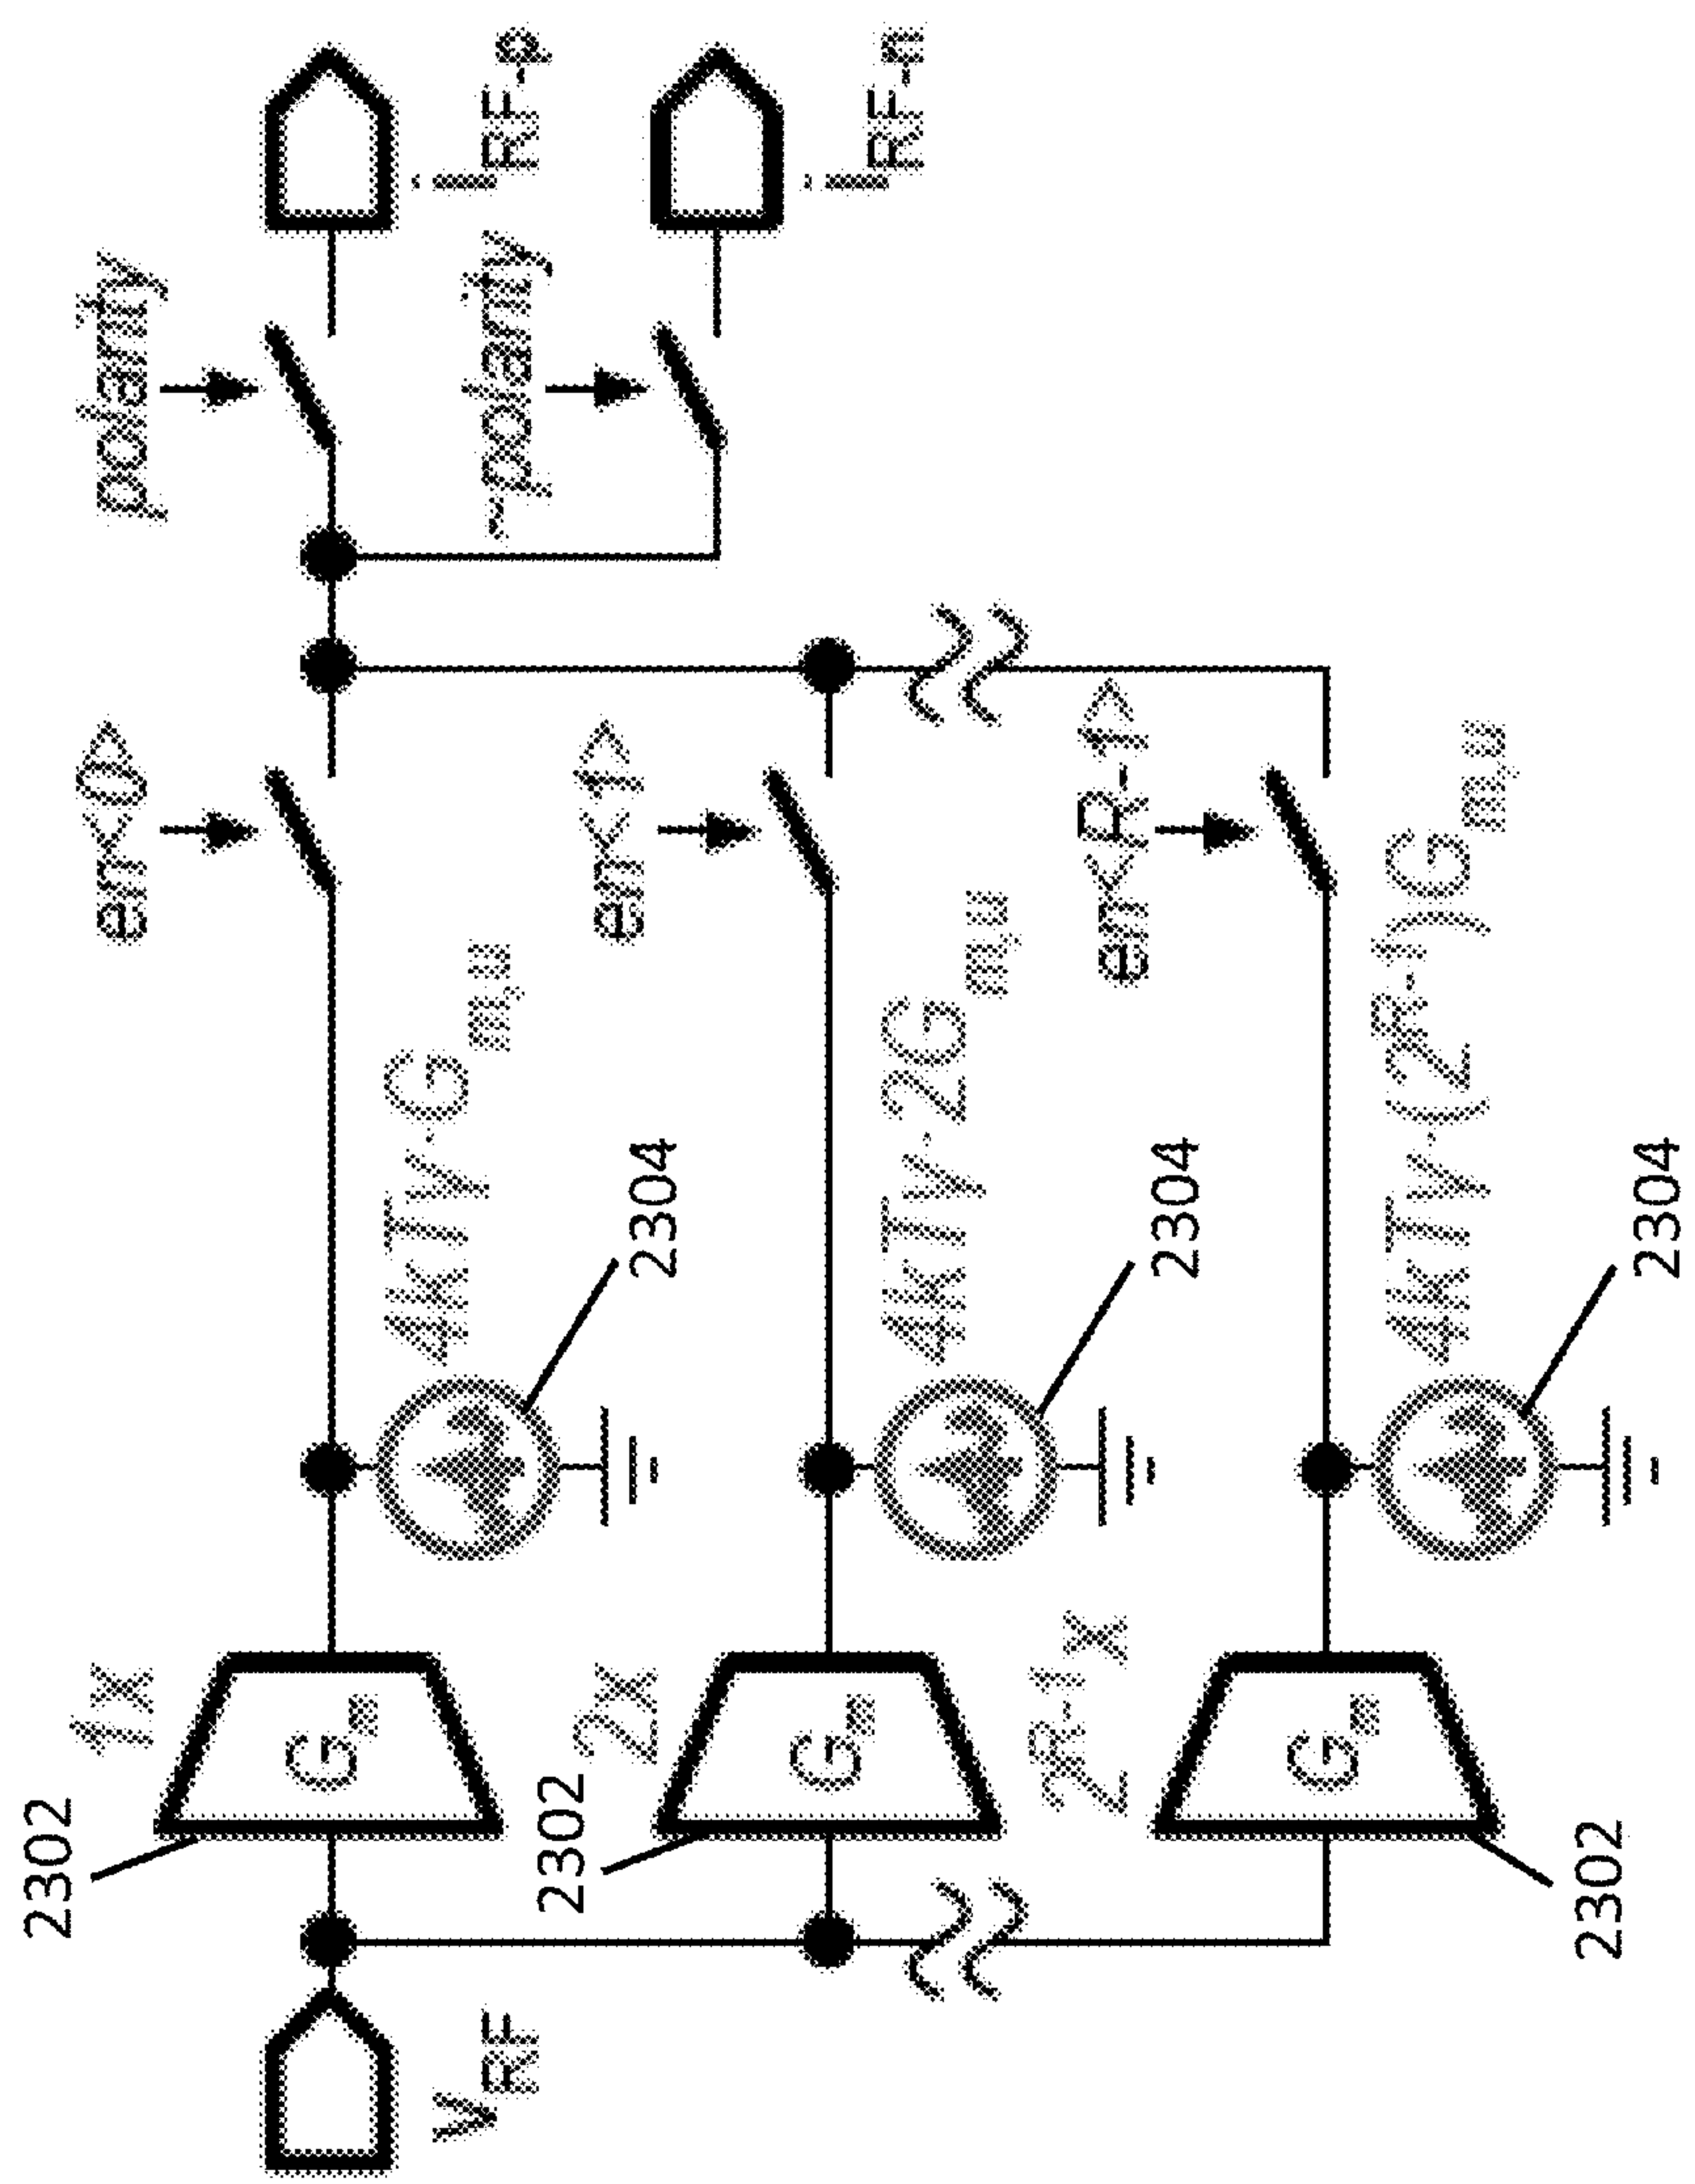 2302
1x
en<0>
polarity
G_m
4kTγ·G_m,u
v_RF
i_RF-p
~polarity
2302
2x
en<1>
2304
G_m
i_RF-n
4kTγ·2G_m,u
2^R-1 x
en<R-1>
2304
G_m
4kTγ·(2^R-1)G_m,u
2302
2304